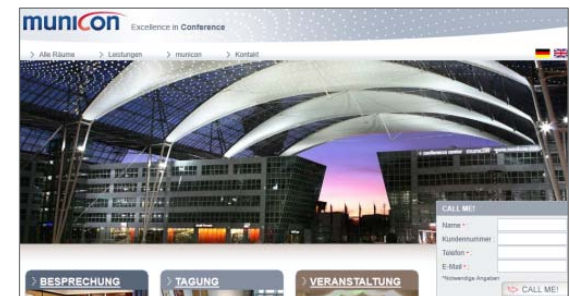 municon Excellence in Conference
> Alle Räume > Leistungen > municon > Kontakt
CALL ME!
Name * :
Kundennummer :
Telefon * :
E-Mail * :
*Notwendige Angaben
CALL ME!
> BESPRECHUNG > TAGUNG > VERANSTALTUNG